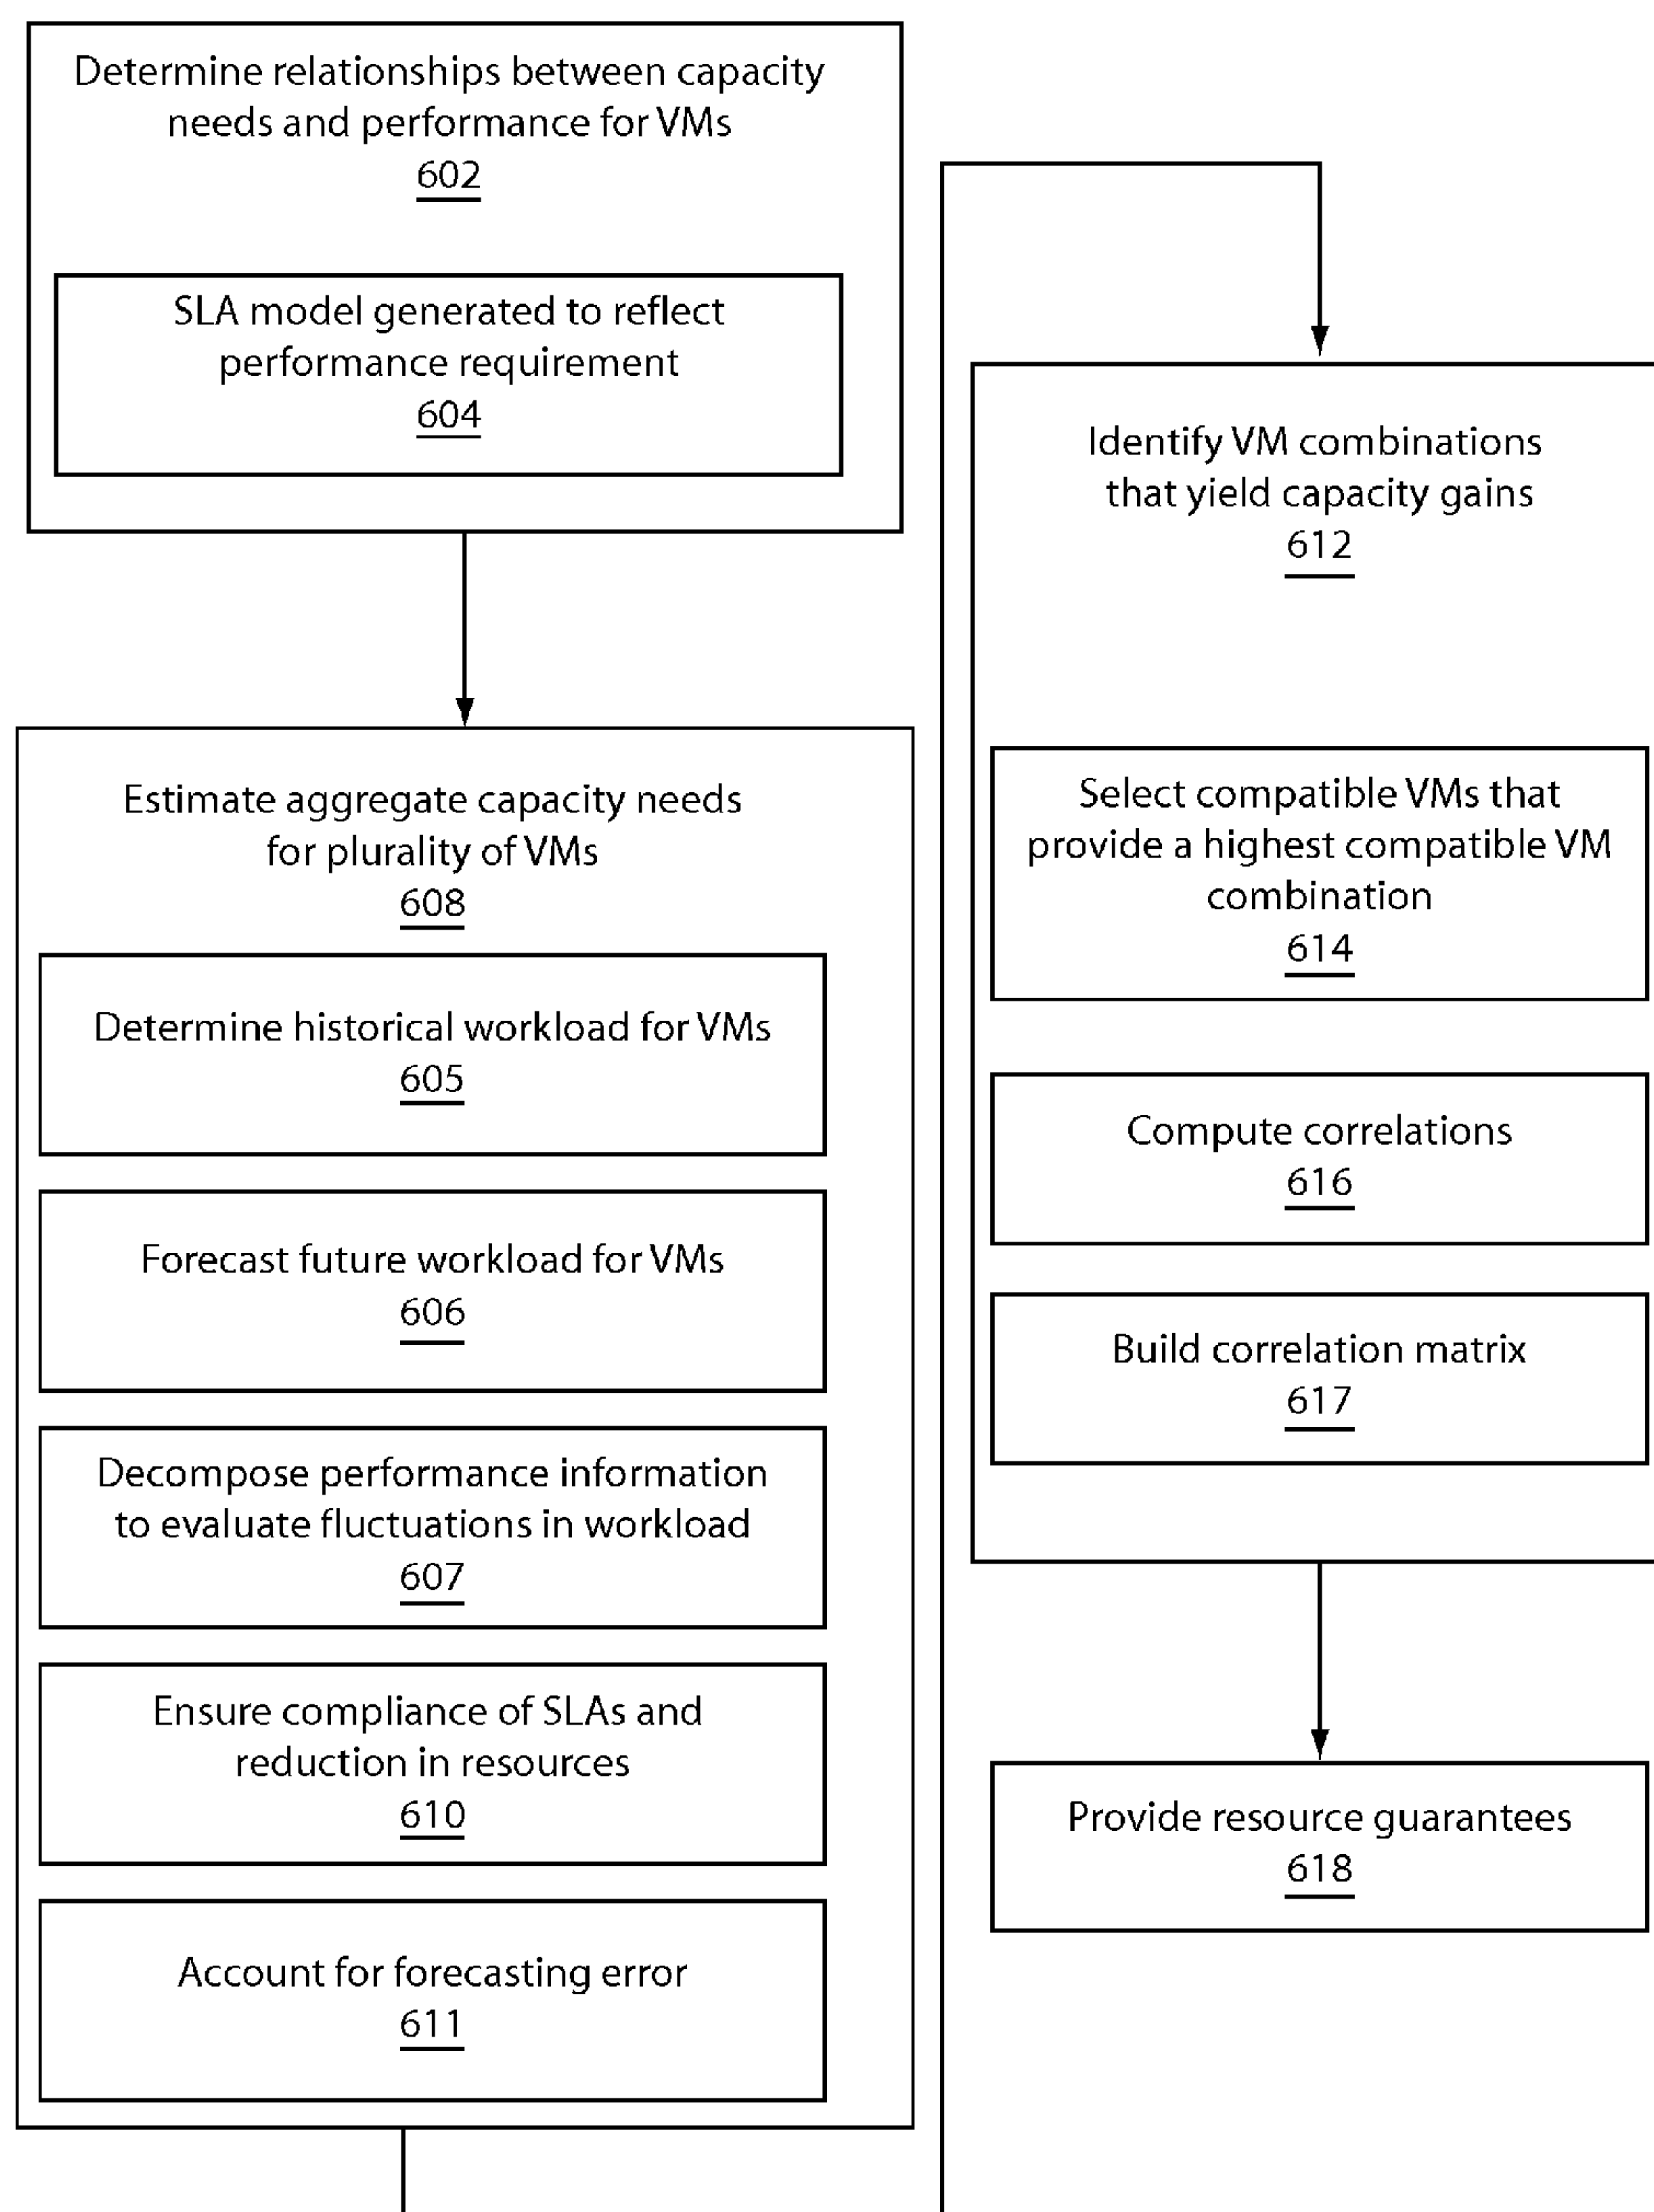 Determine relationships between capacity
needs and performance for VMs
602
SLA model generated to reflect
performance requirement
604
Estimate aggregate capacity needs
for plurality of VMs
608
Determine historical workload for VMs
605
Forecast future workload for VMs
606
Decompose performance information
to evaluate fluctuations in workload
607
Ensure compliance of SLAs and
reduction in resources
610
Account for forecasting error
611
Identify VM combinations
that yield capacity gains
612
Select compatible VMs that
provide a highest compatible VM
combination
614
Compute correlations
616
Build correlation matrix
617
Provide resource guarantees
618